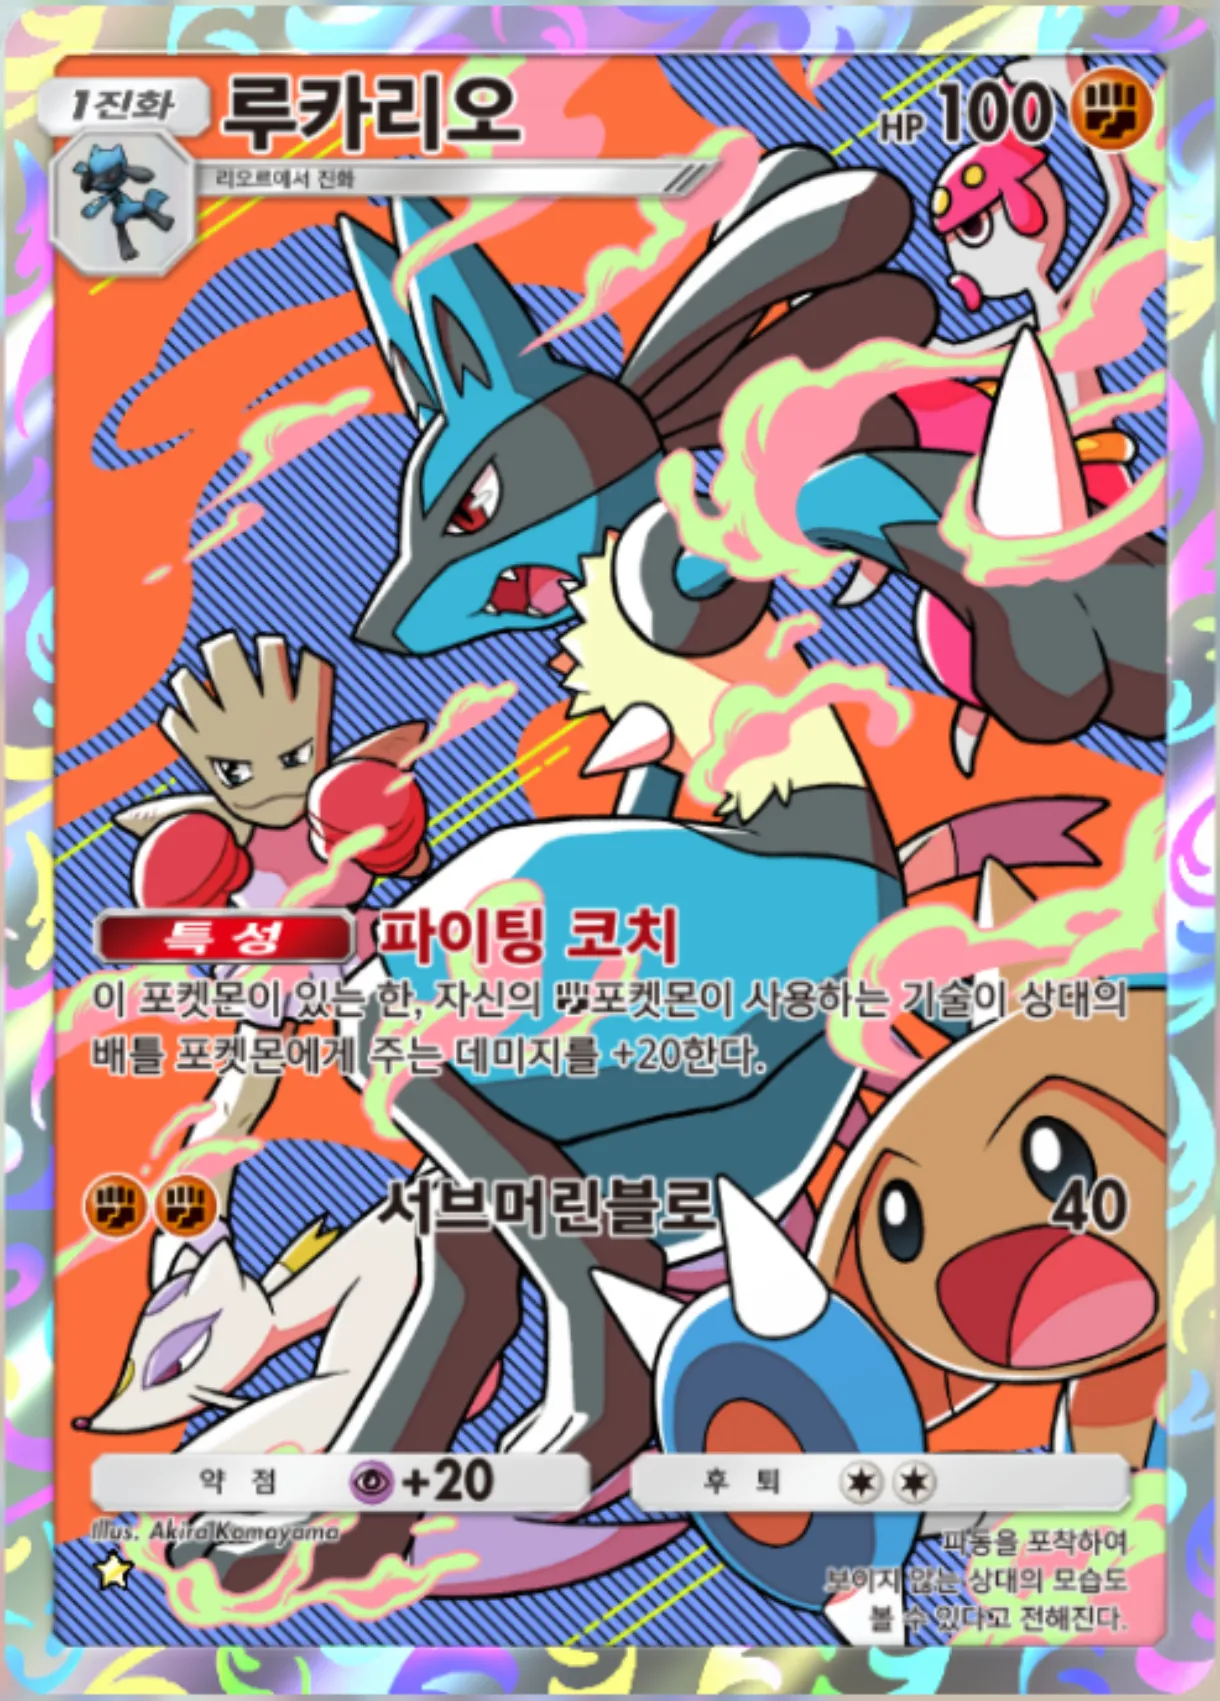 1진화 루카리오 HP 100
리오르에서 진화
특성 파이팅 코치
이 포켓몬이 있는 한, 자신의 포켓몬이 사용하는 기술이 상대의
배틀 포켓몬에게 주는 데미지를 +20한다.
서브머린블로 40
약점 +20 후퇴
Illus. Akira Komayama
파동을 포착하여
보이지 않는 상대의 모습도
볼 수 있다고 전해진다.